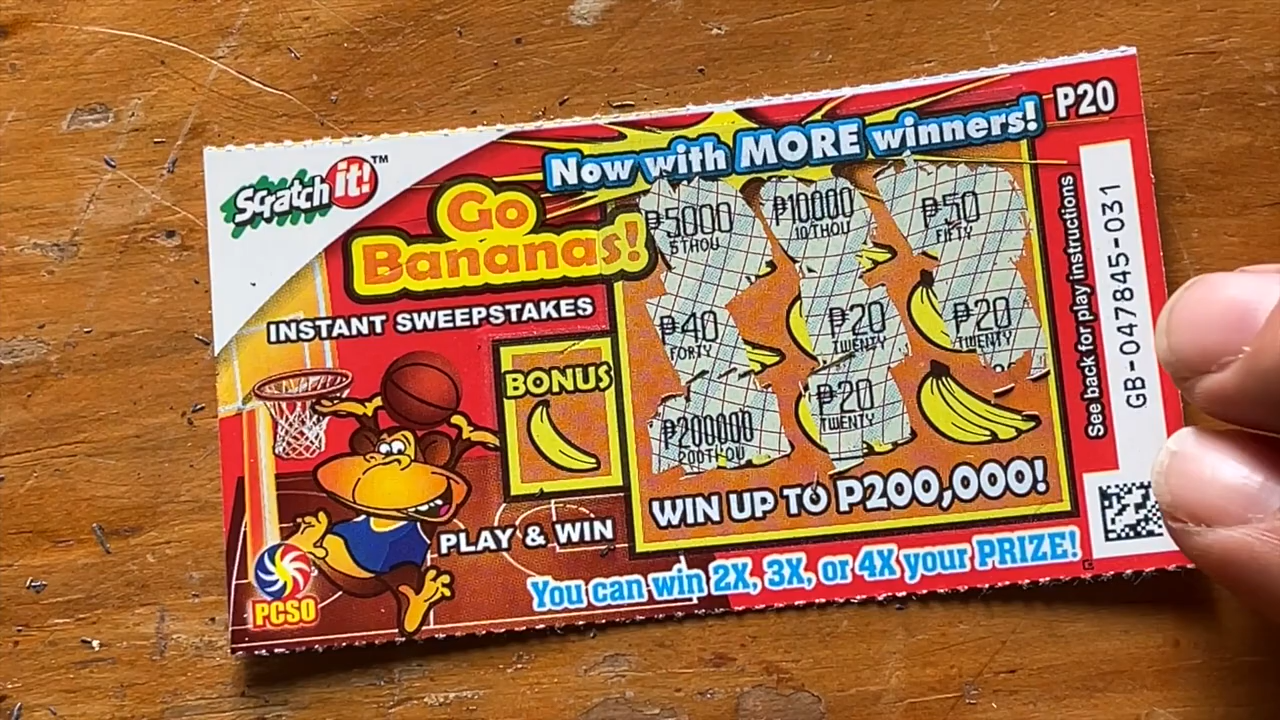 Scratch it!™
Now with MORE winners!
P20
Go
Bananas!
INSTANT SWEEPSTAKES
BONUS
PLAY & WIN
PCSO
₱5000
5THOU
₱10000
10THOU
₱50
FIFTY
₱40
FORTY
₱20
TWENTY
₱20
TWENTY
₱200000
200THOU
₱20
TWENTY
WIN UP TO P200,000!
You can win 2X, 3X, or 4X your PRIZE!
See back for play instructions
GB-047845-031